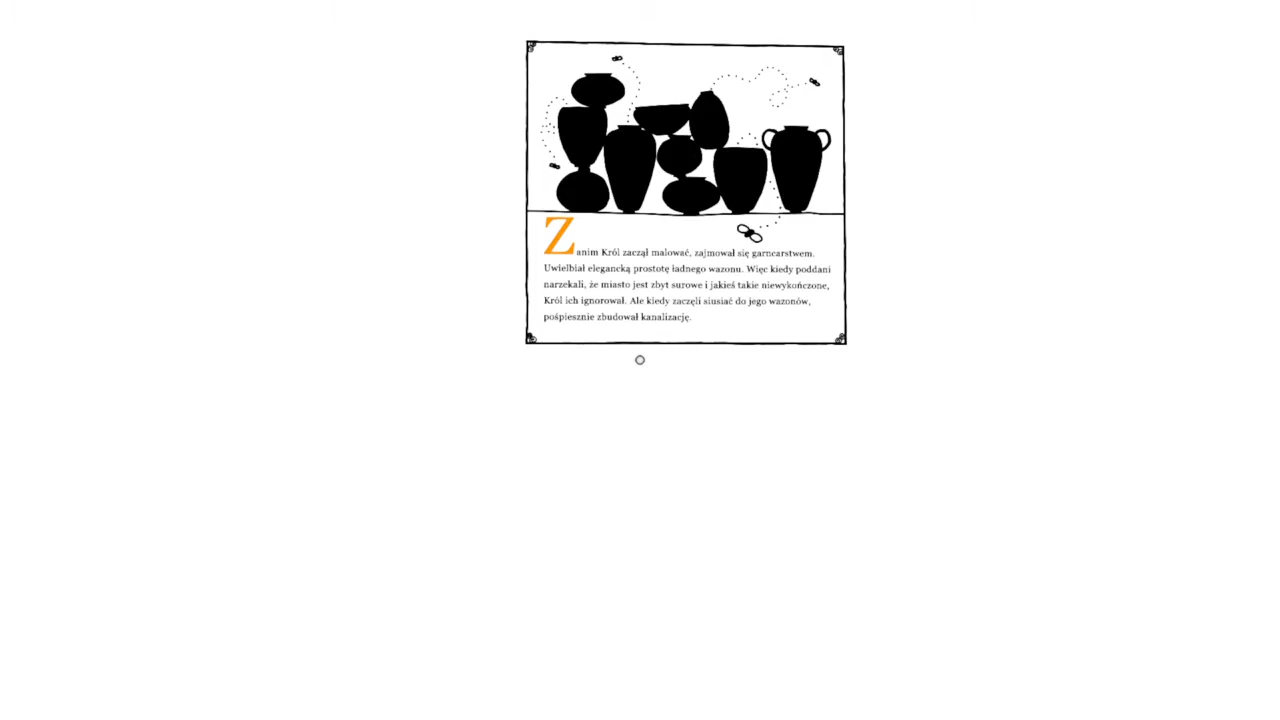 Zanim Król zaczął malować, zajmował się garncarstwem.
Uwielbiał elegancką prostotę ładnego wazonu. Więc kiedy poddani
narzekali, że miasto jest zbyt surowe i jakieś takie niewykończone,
Król ich ignorował. Ale kiedy zaczęli siusiać do jego wazonów,
pośpiesznie zbudował kanalizację.